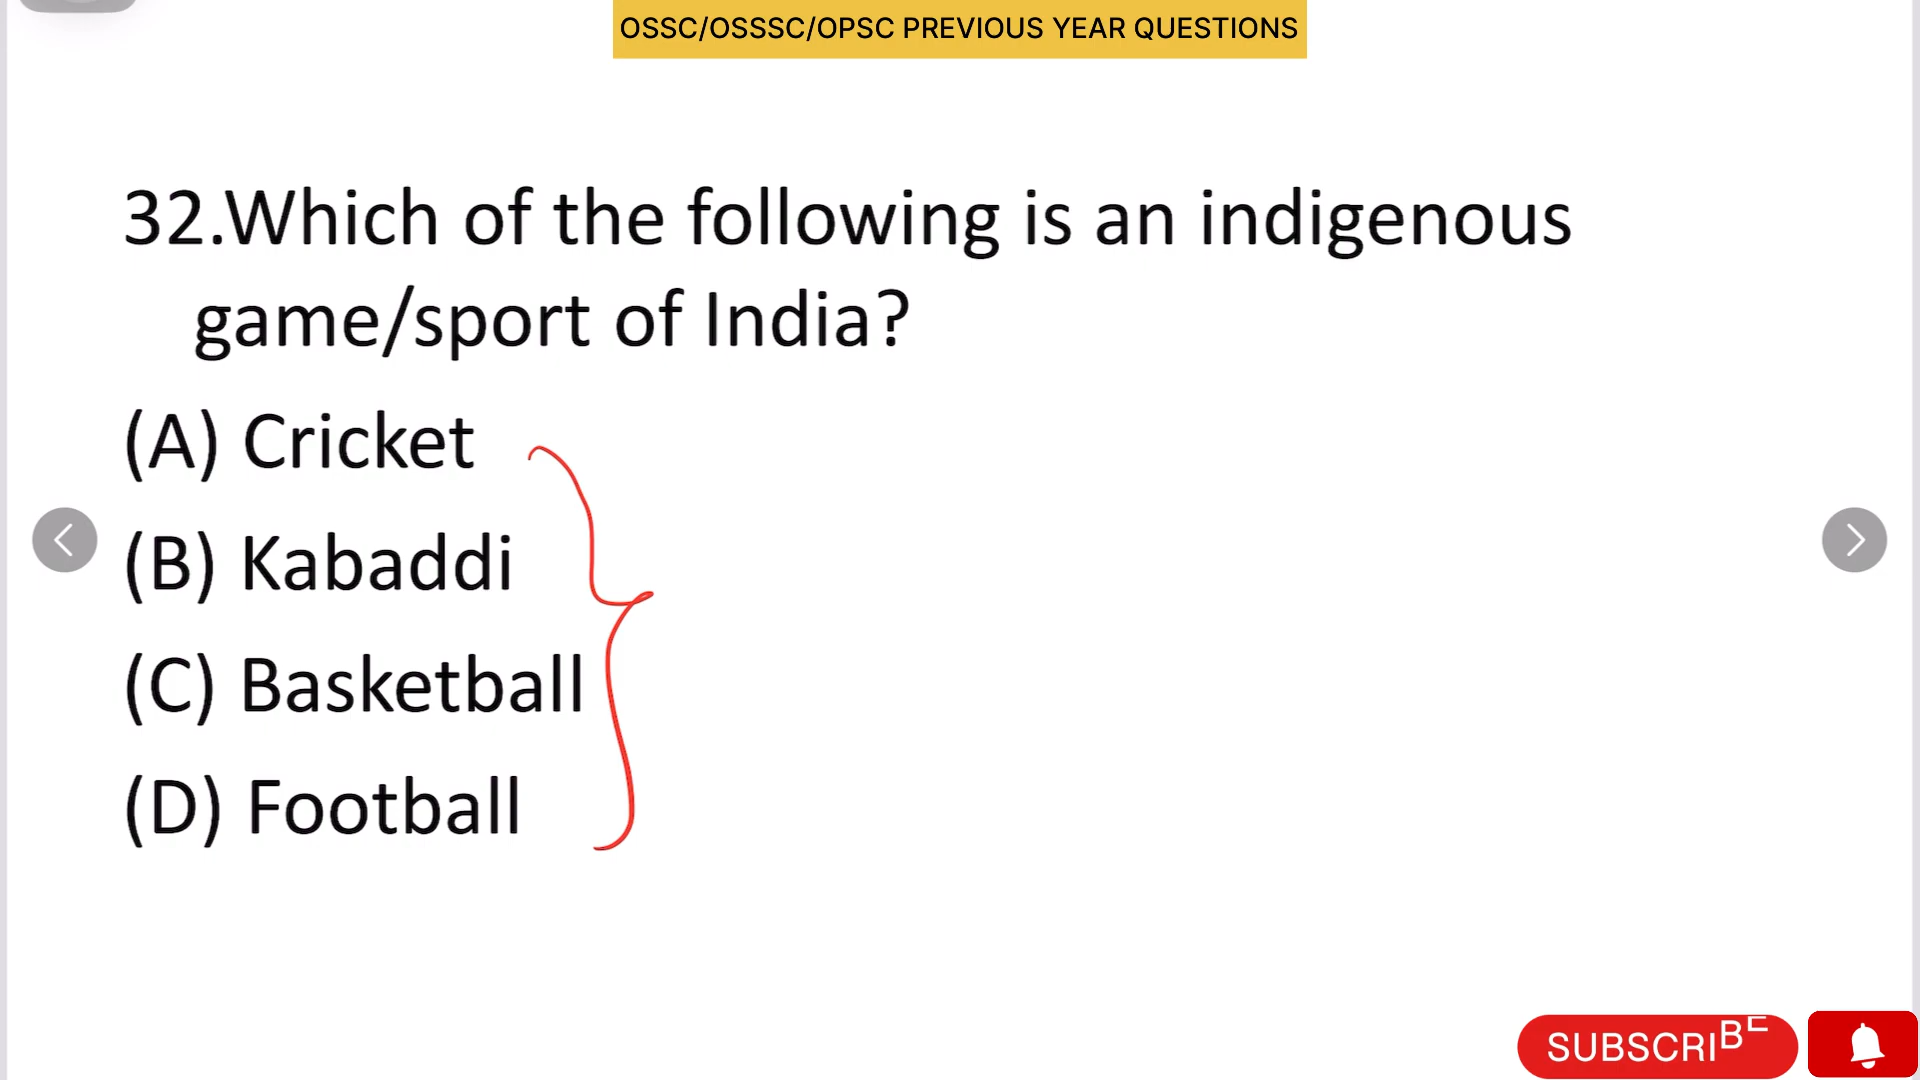 OSSC/OSSSC/OPSC PREVIOUS YEAR QUESTIONS
32.Which of the following is an indigenous
game/sport of India?
(A) Cricket
(B) Kabaddi
(C) Basketball
(D) Football
SUBSCRIBE